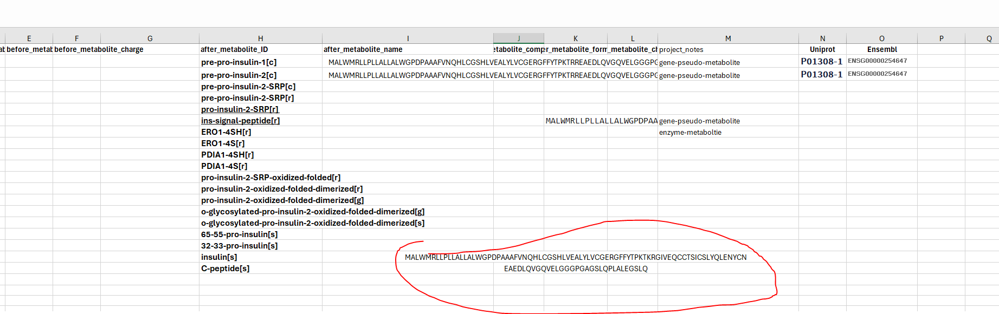 E F G H I J K L M N O P Q
at before_metab before_metabolite_charge after_metabolite_ID after_metabolite_name etabolite_comp r_metabolite_form _metabolite_ch project_notes Uniprot Ensembl
pre-pro-insulin-1[c] MALWMRLLPLLALLALWGPDPAAAFVNQHLCGSHLVEALYLVCGERGFFYTPKTRREAEDLQVGQVELGGGPG gene-pseudo-metabolite P01308-1 ENSG00000254647
pre-pro-insulin-2[c] MALWMRLLPLLALLALWGPDPAAAFVNQHLCGSHLVEALYLVCGERGFFYTPKTRREAEDLQVGQVELGGGPG gene-pseudo-metabolite P01308-1 ENSG00000254647
pre-pro-insulin-2-SRP[c]
pre-pro-insulin-2-SRP[r]
pro-insulin-2-SRP[r]
ins-signal-peptide[r] MALWMRLLPLLALLALWGPDPAA gene-pseudo-metabolite
ERO1-4SH[r] enzyme-metaboltie
ERO1-4S[r]
PDIA1-4SH[r]
PDIA1-4S[r]
pro-insulin-2-SRP-oxidized-folded[r]
pro-insulin-2-oxidized-folded-dimerized[r]
pro-insulin-2-oxidized-folded-dimerized[g]
o-glycosylated-pro-insulin-2-oxidized-folded-dimerized[g]
o-glycosylated-pro-insulin-2-oxidized-folded-dimerized[s]
65-55-pro-insulin[s]
32-33-pro-insulin[s]
insulin[s] MALWMRLLPLLALLALWGPDPAAAFVNQHLCGSHLVEALYLVCGERGFFYTPKTKRGIVEQCCTSICSLYQLENYCN
C-peptide[s] EAEDLQVGQVELGGGPGAGSLQPLALEGSLQ